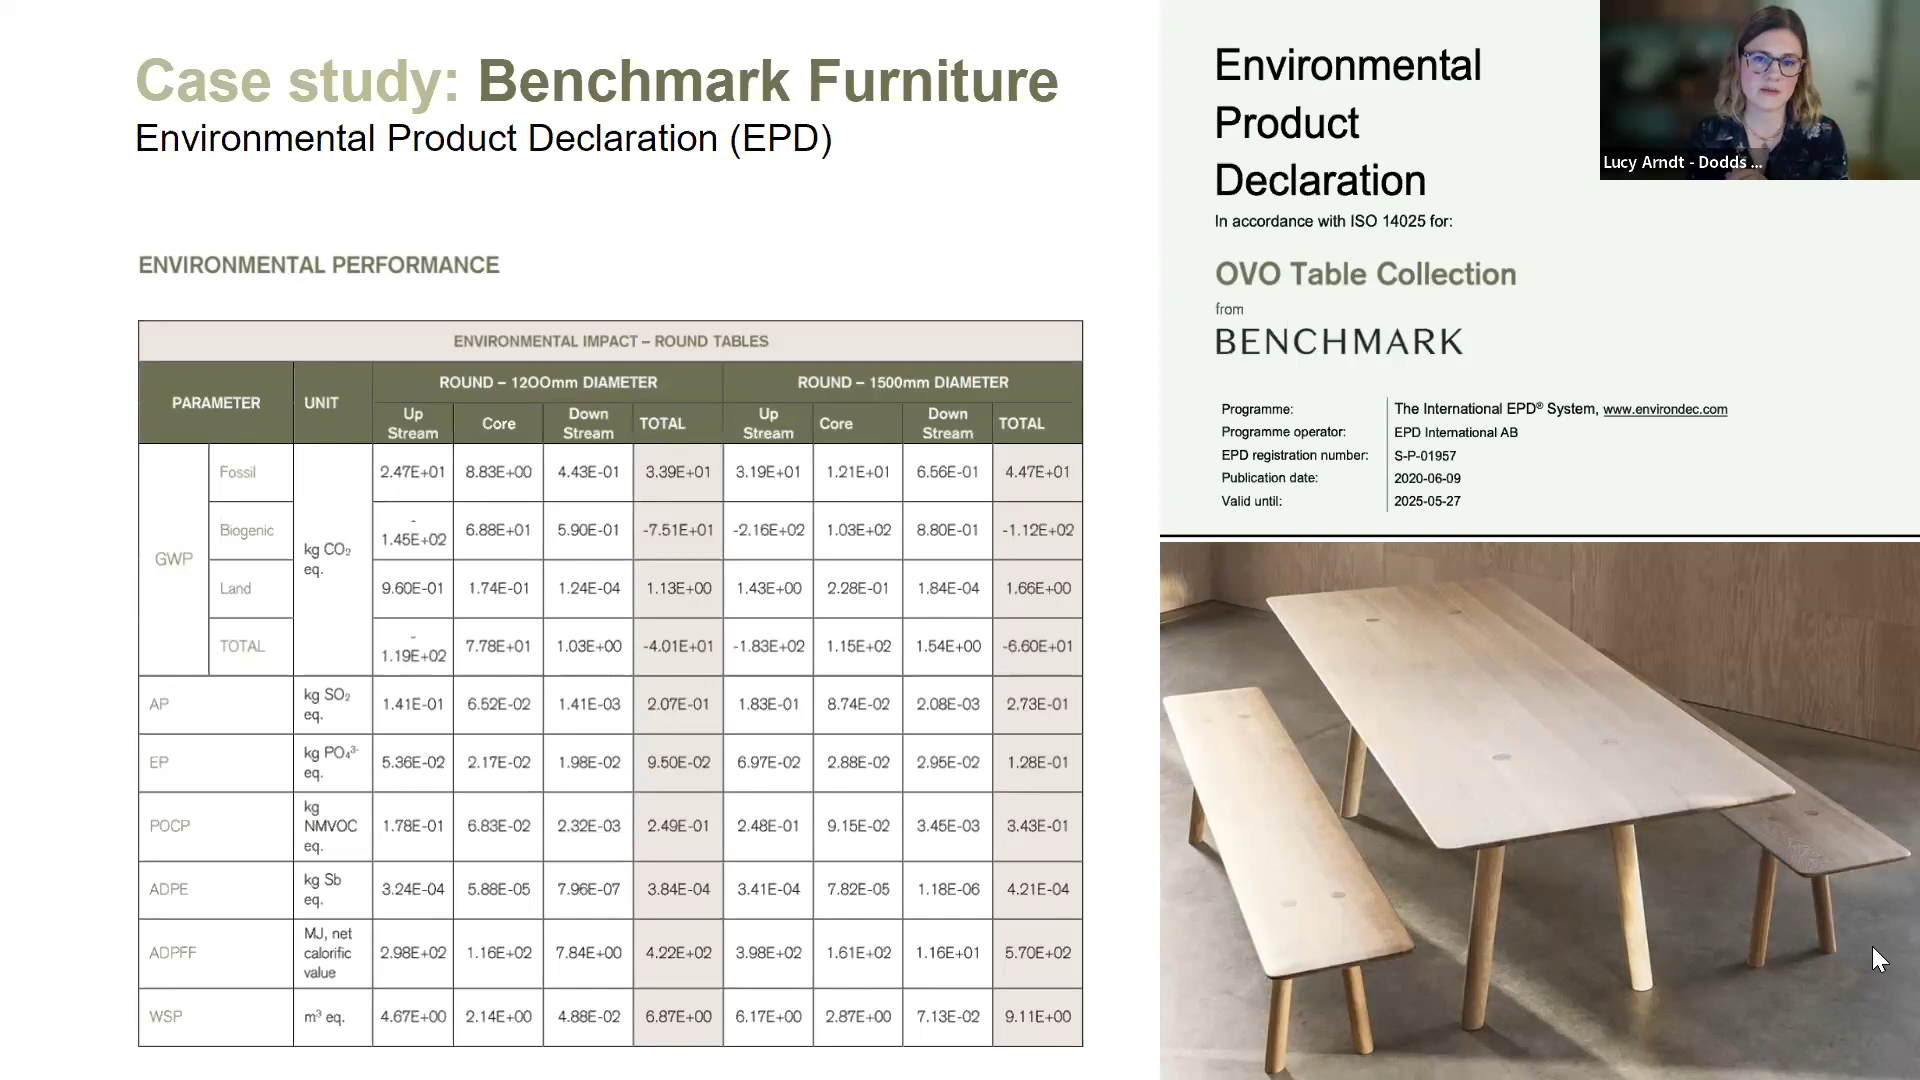 Case study: Benchmark Furniture
Environmental Product Declaration (EPD)
ENVIRONMENTAL PERFORMANCE
ENVIRONMENTAL IMPACT – ROUND TABLES
PARAMETER UNIT ROUND – 1200mm DIAMETER ROUND – 1500mm DIAMETER
Up Stream Core Down Stream TOTAL Up Stream Core Down Stream TOTAL
GWP kg CO₂ eq.
Fossil 2.47E+01 8.83E+00 4.43E-01 3.39E+01 3.19E+01 1.21E+01 6.56E-01 4.47E+01
Biogenic -1.45E+02 6.88E+01 5.90E-01 -7.51E+01 -2.16E+02 1.03E+02 8.80E-01 -1.12E+02
Land 9.60E-01 1.74E-01 1.24E-04 1.13E+00 1.43E+00 2.28E-01 1.84E-04 1.66E+00
TOTAL -1.19E+02 7.78E+01 1.03E+00 -4.01E+01 -1.83E+02 1.15E+02 1.54E+00 -6.60E+01
AP kg SO₂ eq. 1.41E-01 6.52E-02 1.41E-03 2.07E-01 1.83E-01 8.74E-02 2.08E-03 2.73E-01
EP kg PO₄³⁻ eq. 5.36E-02 2.17E-02 1.98E-02 9.50E-02 6.97E-02 2.88E-02 2.95E-02 1.28E-01
POCP kg NMVOC eq. 1.78E-01 6.83E-02 2.32E-03 2.49E-01 2.48E-01 9.15E-02 3.45E-03 3.43E-01
ADPE kg Sb eq. 3.24E-04 5.88E-05 7.96E-07 3.84E-04 3.41E-04 7.82E-05 1.18E-06 4.21E-04
ADPFF MJ, net calorific value 2.98E+02 1.16E+02 7.84E+00 4.22E+02 3.98E+02 1.61E+02 1.16E+01 5.70E+02
WSP m³ eq. 4.67E+00 2.14E+00 4.88E-02 6.87E+00 6.17E+00 2.87E+00 7.13E-02 9.11E+00
Environmental
Product
Declaration
In accordance with ISO 14025 for:
OVO Table Collection
from
BENCHMARK
Programme: The International EPD® System, www.environdec.com
Programme operator: EPD International AB
EPD registration number: S-P-01957
Publication date: 2020-06-09
Valid until: 2025-05-27
Lucy Arndt - Dodds ...